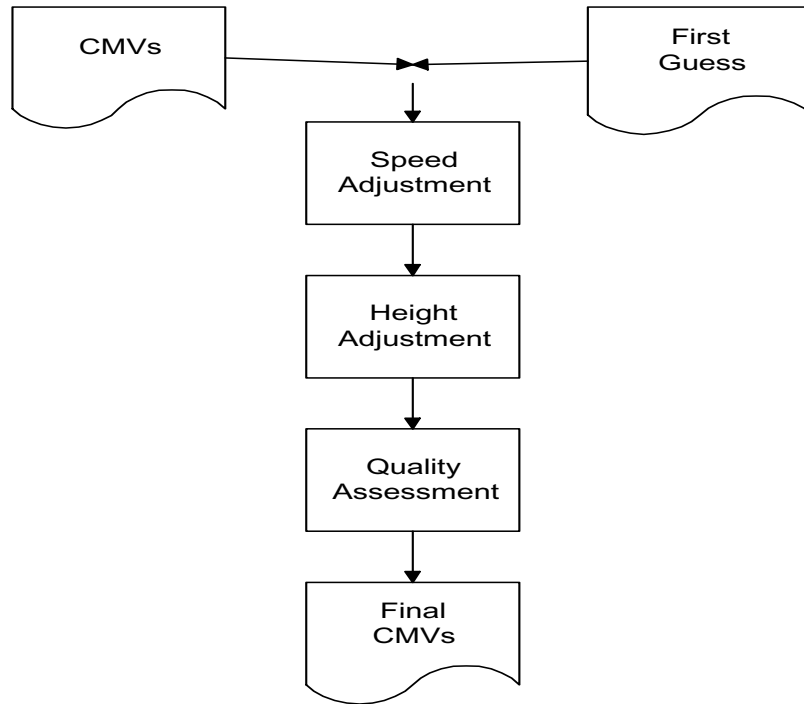 CMVs
First
Guess
Speed
Adjustment
Height
Adjustment
Quality
Assessment
Final
CMVs